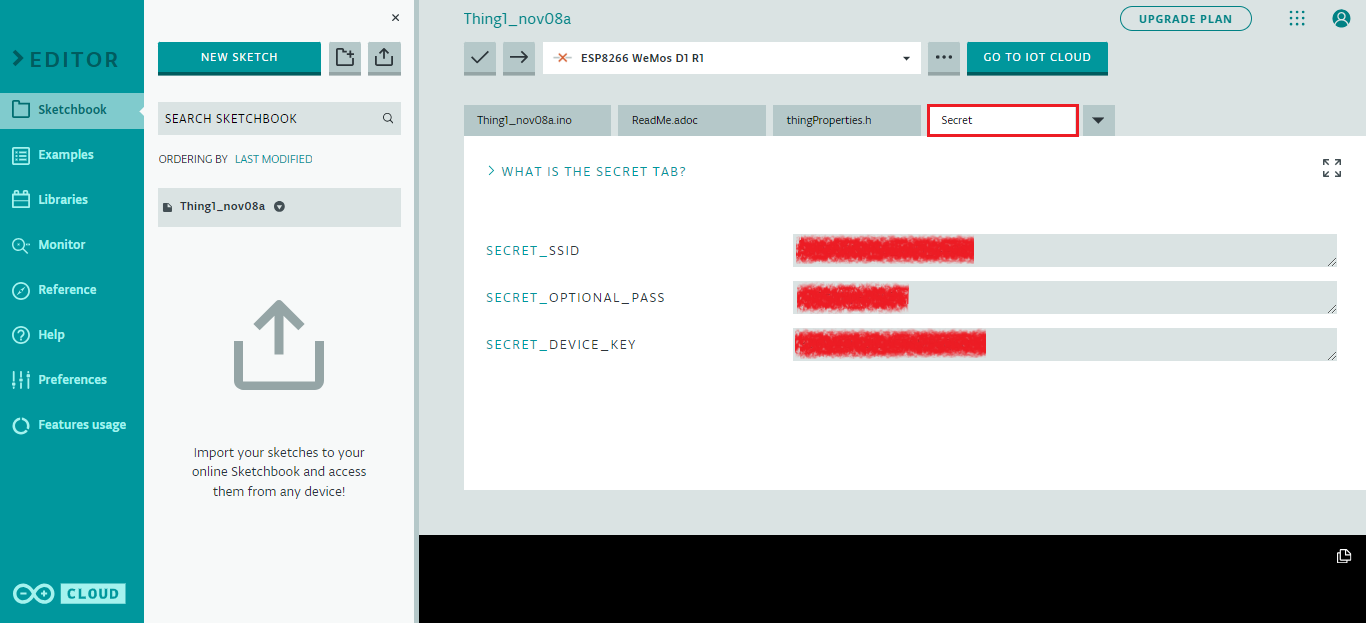 EDITOR
Sketchbook
Examples
Libraries
Monitor
Reference
Help
Preferences
Features usage
CLOUD
NEW SKETCH
SEARCH SKETCHBOOK
ORDERING BY LAST MODIFIED
Thing1_nov08a
Import your sketches to your
online Sketchbook and access
them from any device!
Thing1_nov08a
UPGRADE PLAN
ESP8266 WeMos D1 R1
GO TO IOT CLOUD
Thing1_nov08a.ino
ReadMe.adoc
thingProperties.h
Secret
WHAT IS THE SECRET TAB?
SECRET_SSID
SECRET_OPTIONAL_PASS
SECRET_DEVICE_KEY